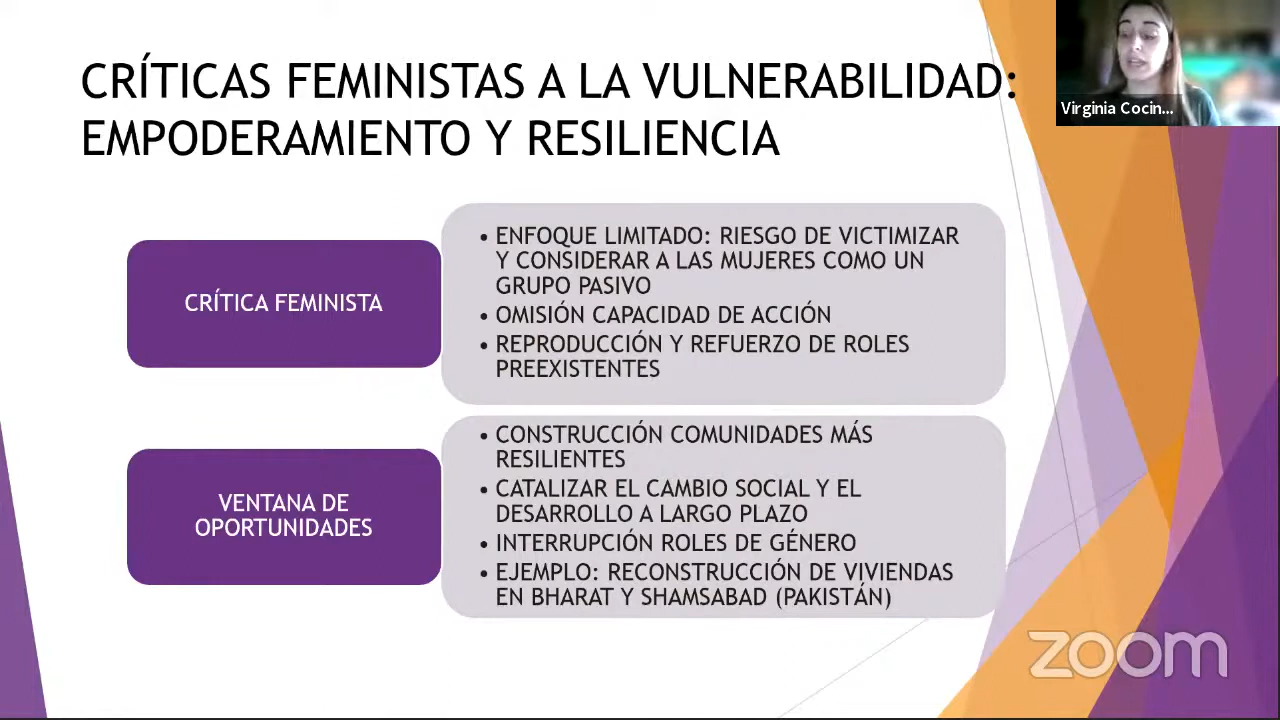 CRÍTICAS FEMINISTAS A LA VULNERABILIDAD:
EMPODERAMIENTO Y RESILIENCIA
Virginia Cocin...
CRÍTICA FEMINISTA
• ENFOQUE LIMITADO: RIESGO DE VICTIMIZAR
Y CONSIDERAR A LAS MUJERES COMO UN
GRUPO PASIVO
• OMISIÓN CAPACIDAD DE ACCIÓN
• REPRODUCCIÓN Y REFUERZO DE ROLES
PREEXISTENTES
VENTANA DE
OPORTUNIDADES
• CONSTRUCCIÓN COMUNIDADES MÁS
RESILIENTES
• CATALIZAR EL CAMBIO SOCIAL Y EL
DESARROLLO A LARGO PLAZO
• INTERRUPCIÓN ROLES DE GÉNERO
• EJEMPLO: RECONSTRUCCIÓN DE VIVIENDAS
EN BHARAT Y SHAMSABAD (PAKISTÁN)
zoom